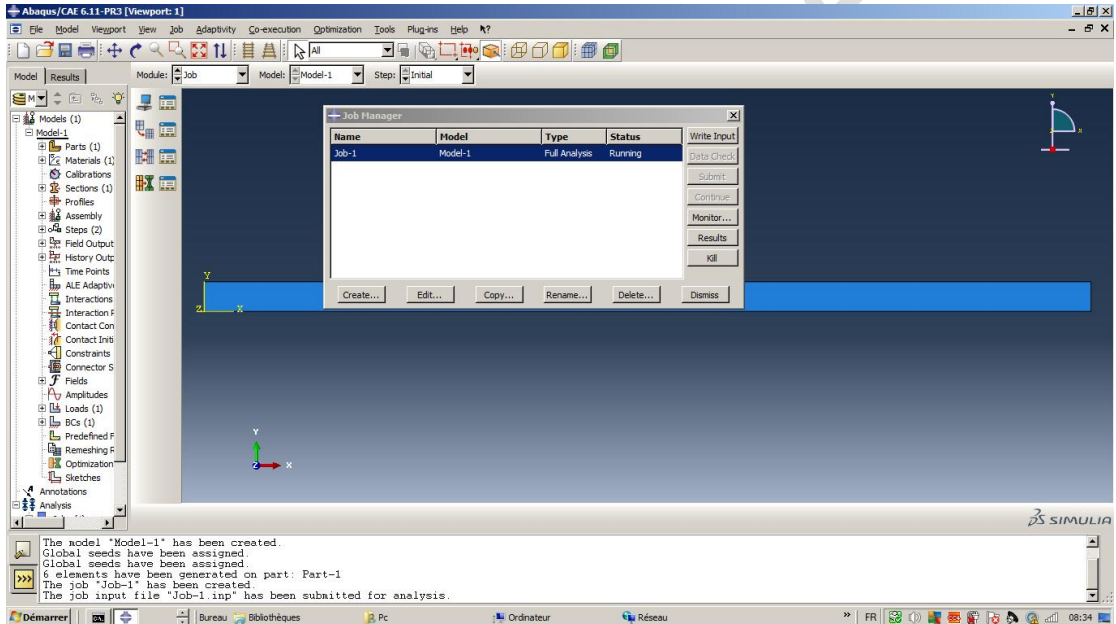 Abaqus/CAE 6.11-PR3 [Viewport: 1]
File Model Viewport View Job Adaptivity Co-execution Optimization Tools Plug-ins Help
All
Model Results
Module: Job Model: Model-1 Step: Initial
Models (1)
Model-1
Parts (1)
Materials (1)
Calibrations
Sections (1)
Profiles
Assembly
Steps (2)
Field Output
History Outp
Time Points
ALE Adaptiv
Interactions
Interaction P
Contact Con
Contact Initi
Constraints
Connector S
Fields
Amplitudes
Loads (1)
BCs (1)
Predefined F
Remeshing R
Optimization
Sketches
Annotations
Analysis
Job Manager
Name Model Type Status
Job-1 Model-1 Full Analysis Running
Write Input
Data Check
Submit
Continue
Monitor...
Results
Kill
Create... Edit... Copy... Rename... Delete... Dismiss
Y
Z X
Y
Z X
SIMULIA
The model "Model-1" has been created.
Global seeds have been assigned.
Global seeds have been assigned.
6 elements have been generated on part: Part-1
The job "Job-1" has been created.
The job input file "Job-1.inp" has been submitted for analysis.
Démarrer Bureau Bibliothèques Pc Ordinateur Réseau FR 08:34